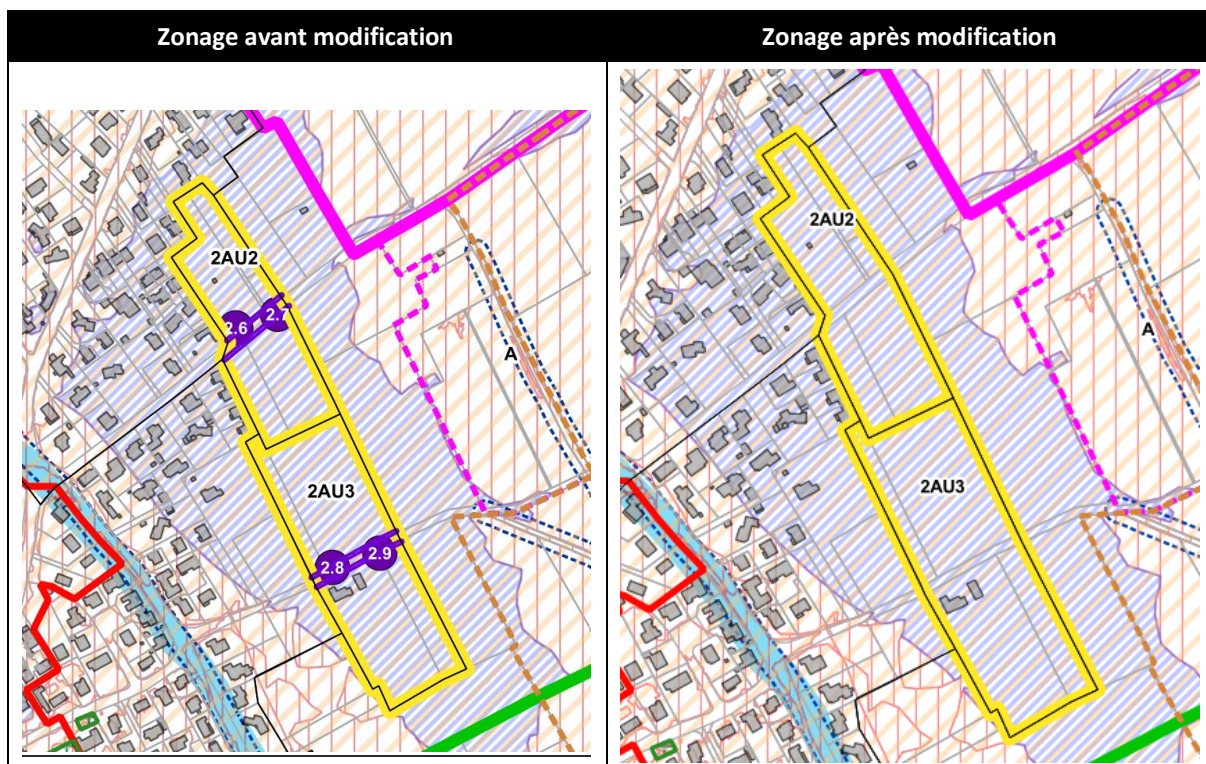 Zonage avant modification
Zonage après modification
2AU2
2.6
2.7
A
2AU3
2.8
2.9
2AU2
A
2AU3